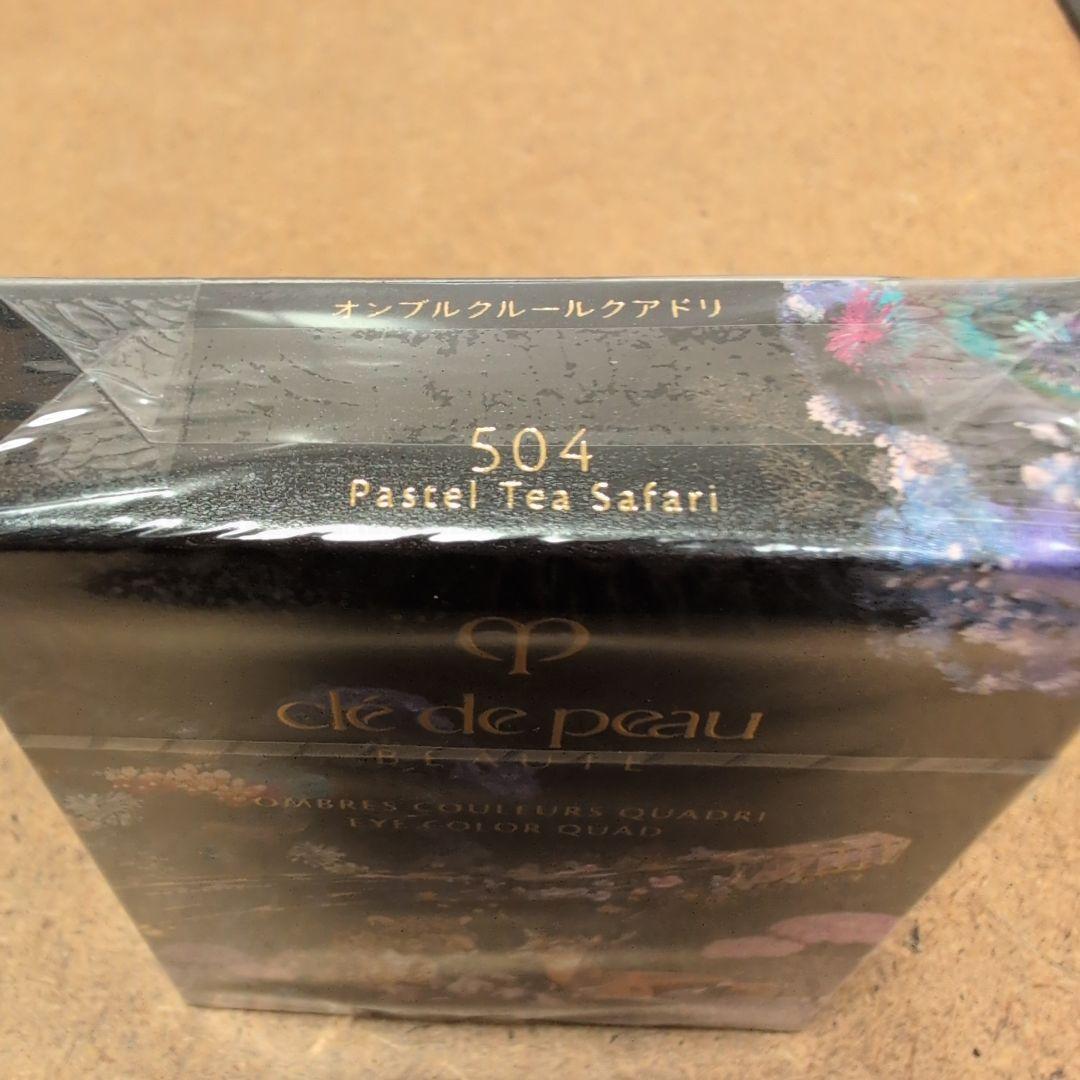 オンブルクルールクアドリ
504
Pastel Tea Safari
clé de peau
BEAUTÉ
OMBRES COULEURS QUADRI
EYE COLOR QUAD